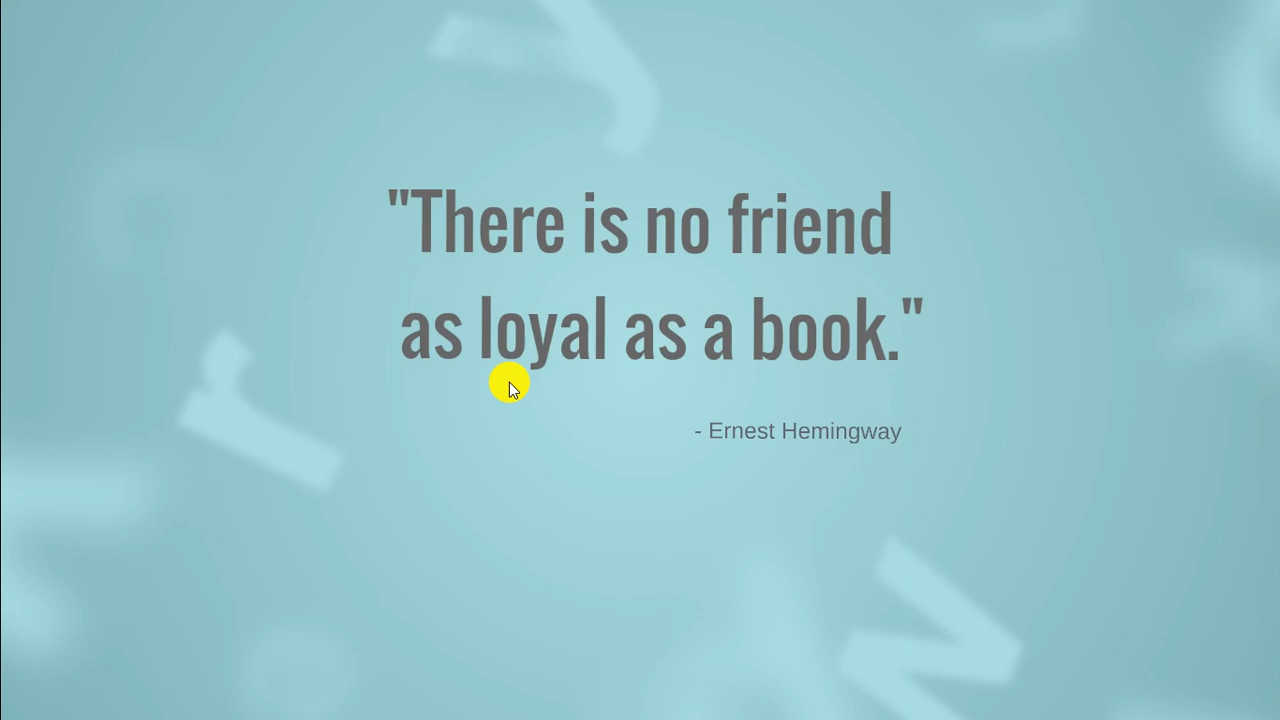 "There is no friend
as loyal as a book."
- Ernest Hemingway